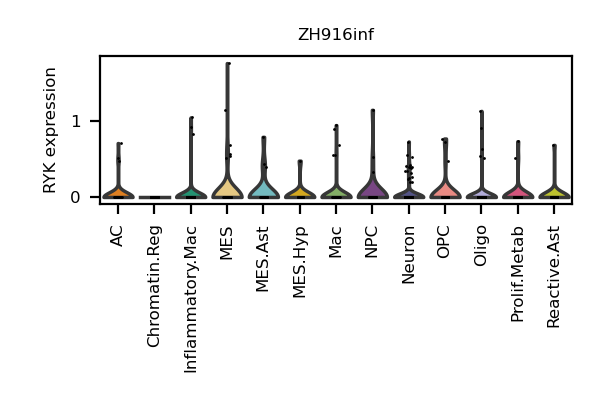 ZH916inf
RYK expression
1
0
AC
Chromatin.Reg
Inflammatory.Mac
MES
MES.Ast
MES.Hyp
Mac
NPC
Neuron
OPC
Oligo
Prolif.Metab
Reactive.Ast